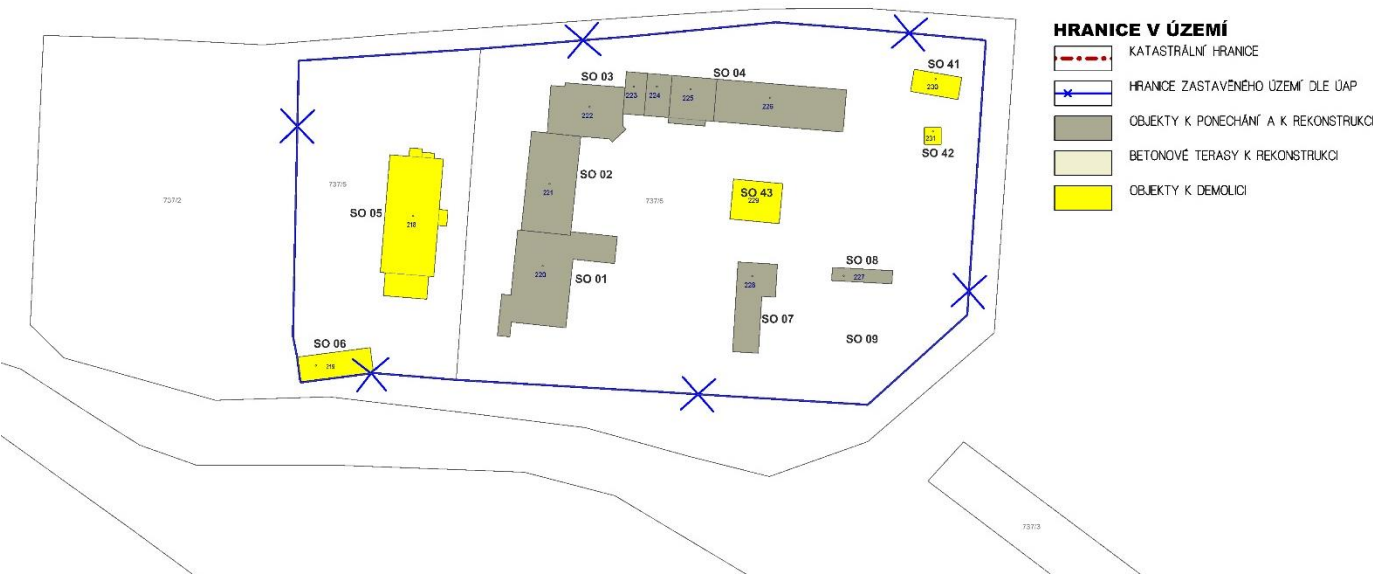 HRANICE V ÚZEMÍ
KATASTRÁLNÍ HRANICE
HRANICE ZASTAVĚNÉHO ÚZEMÍ DLE ÚAP
OBJEKTY K PONECHÁNÍ A K REKONSTRUKCI
BETONOVÉ TERASY K REKONSTRUKCI
OBJEKTY K DEMOLICI
SO 41
230
231
SO 42
SO 03
SO 04
223
224
225
226
222
SO 02
221
737/2
737/5
737/5
SO 43
229
SO 05
218
SO 01
220
SO 08
227
228
SO 07
SO 09
SO 06
219
737/3